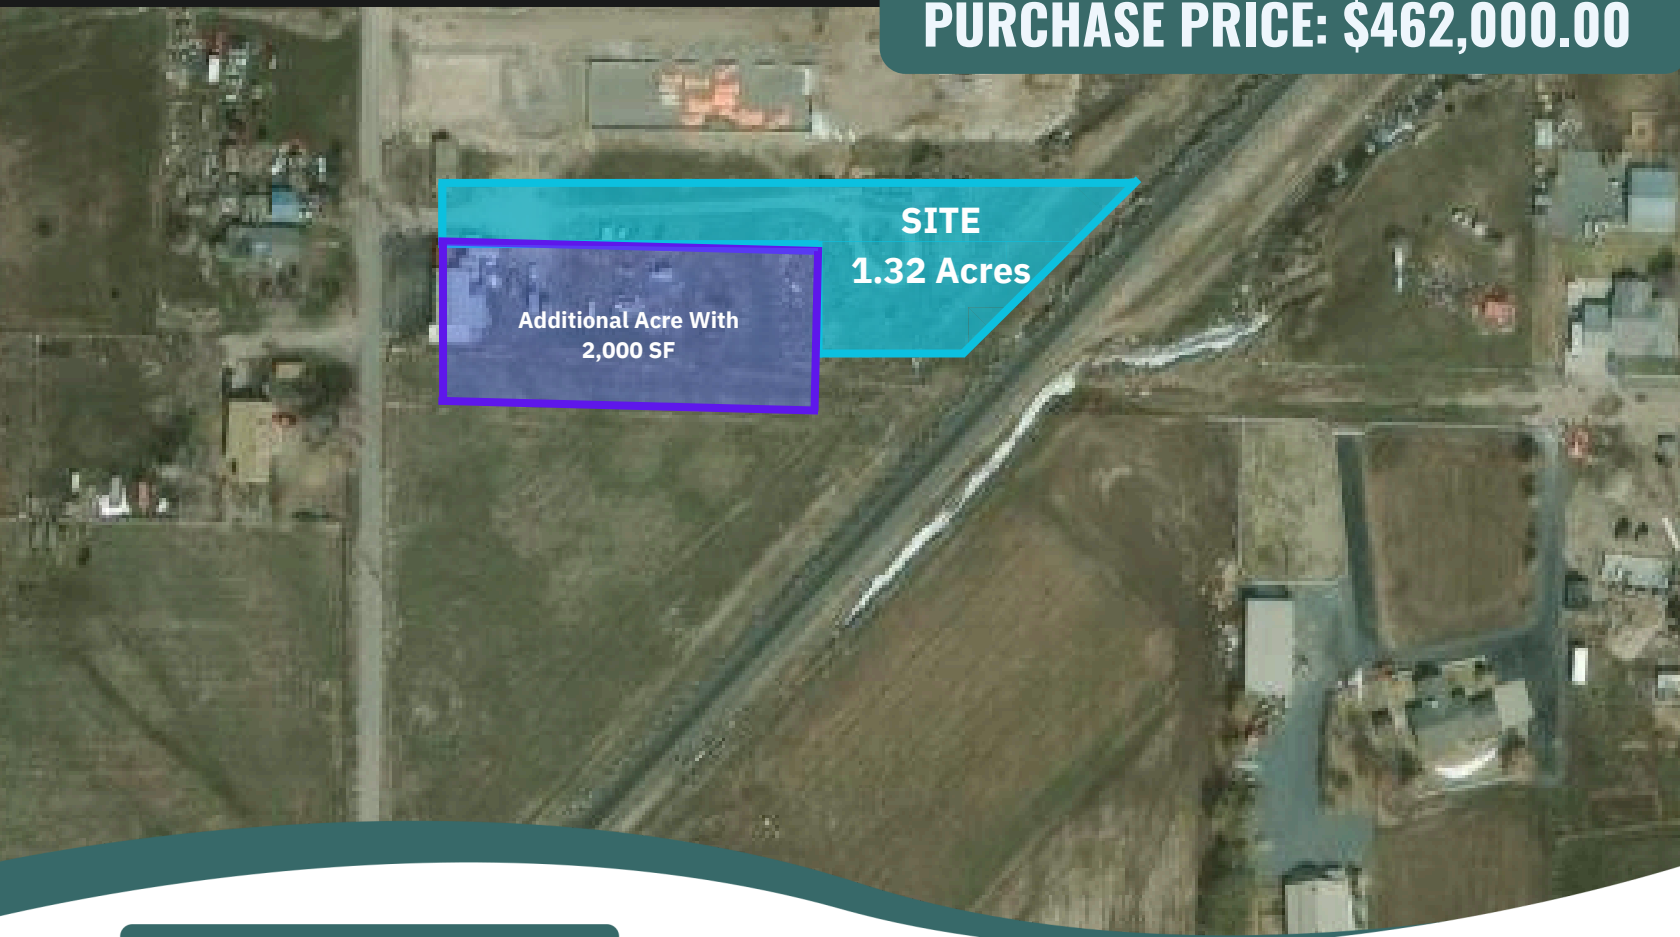 PURCHASE PRICE: $462,000.00
SITE
1.32 Acres
Additional Acre With
2,000 SF